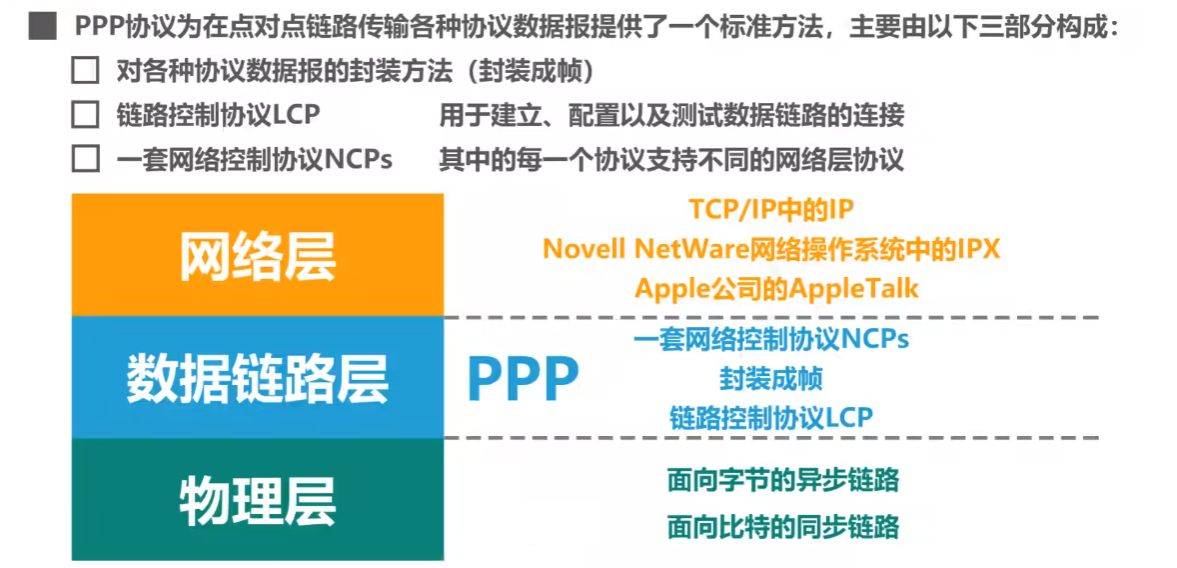 PPP协议为在点对点链路传输各种协议数据报提供了一个标准方法，主要由以下三部分构成：
对各种协议数据报的封装方法（封装成帧）
链路控制协议LCP 用于建立、配置以及测试数据链路的连接
一套网络控制协议NCPs 其中的每一个协议支持不同的网络层协议
网络层
TCP/IP中的IP
Novell NetWare网络操作系统中的IPX
Apple公司的AppleTalk
数据链路层
PPP
一套网络控制协议NCPs
封装成帧
链路控制协议LCP
物理层
面向字节的异步链路
面向比特的同步链路